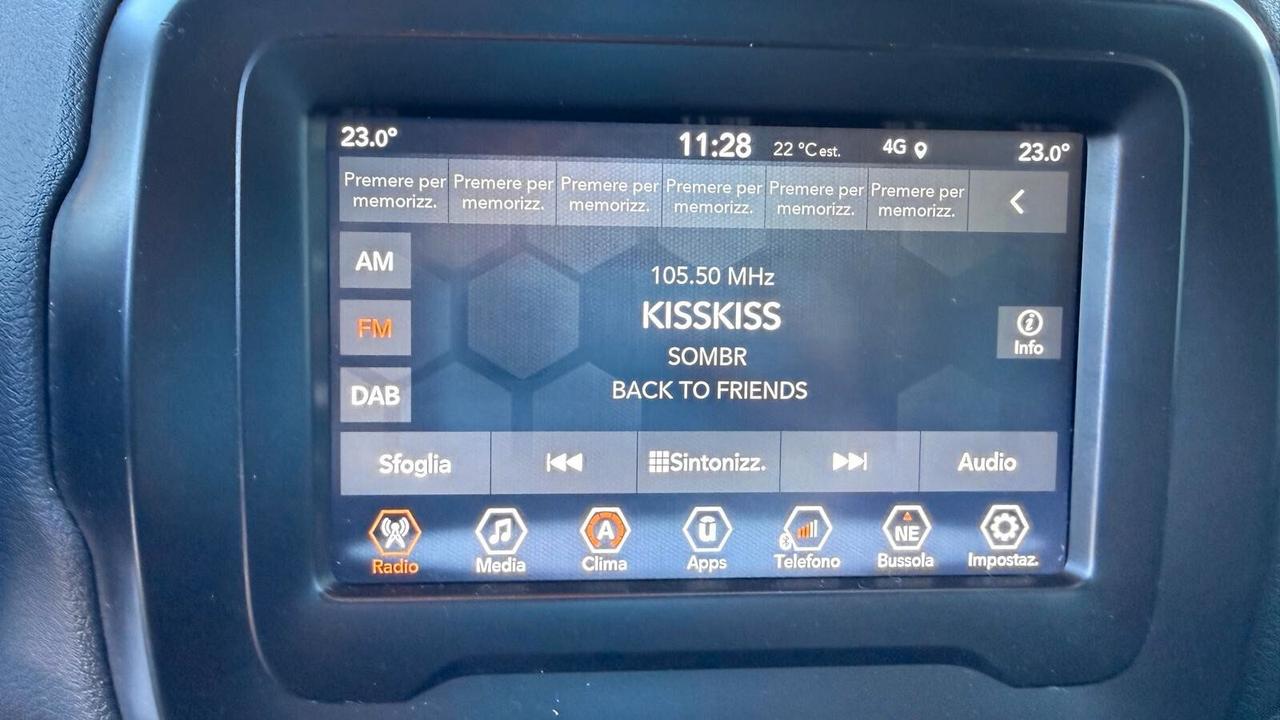 23.0° 11:28 22 °C est. 4G 23.0°
Premere per Premere per Premere per Premere per Premere per Premere per
memorizz. memorizz. memorizz. memorizz. memorizz. memorizz.
AM
105.50 MHz
KISSKISS
FM
Info
SOMBR
BACK TO FRIENDS
DAB
Sfoglia Sintonizz. Audio
A ū NE
Radio Media Clima Apps Telefono Bussola Impostaz.